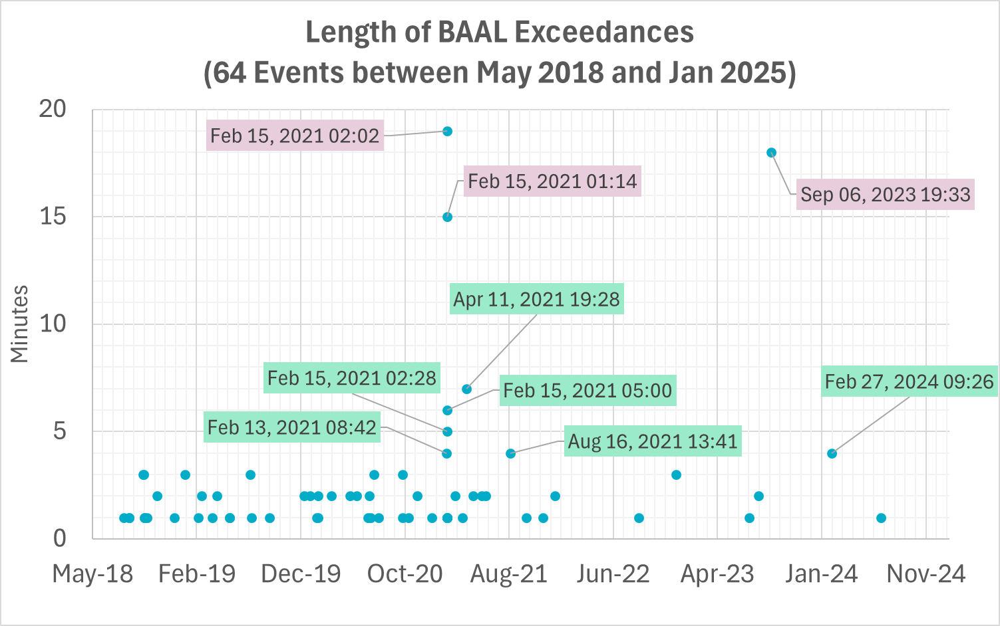 Length of BAAL Exceedances
(64 Events between May 2018 and Jan 2025)
20
15
10
5
0
Minutes
Feb 15, 2021 02:02
Feb 15, 2021 01:14
Sep 06, 2023 19:33
Apr 11, 2021 19:28
Feb 15, 2021 02:28
Feb 15, 2021 05:00
Feb 27, 2024 09:26
Feb 13, 2021 08:42
Aug 16, 2021 13:41
May-18 Feb-19 Dec-19 Oct-20 Aug-21 Jun-22 Apr-23 Jan-24 Nov-24